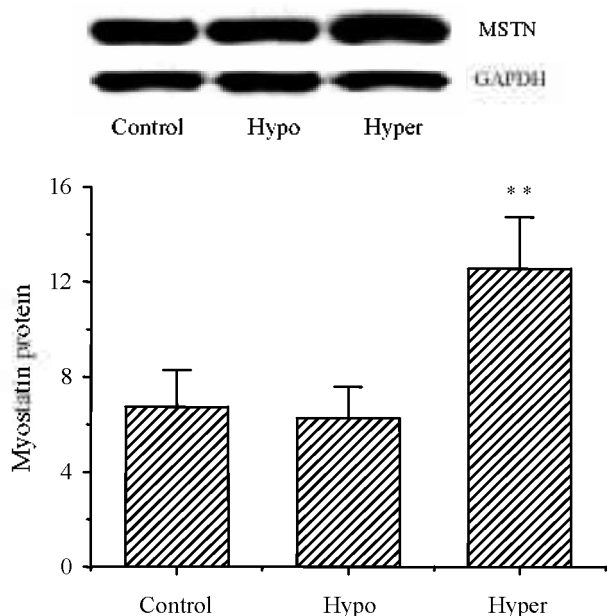 MSTN
GAPDH
Control Hypo Hyper
Myostatin protein
16
**
12
8
4
0
Control Hypo Hyper